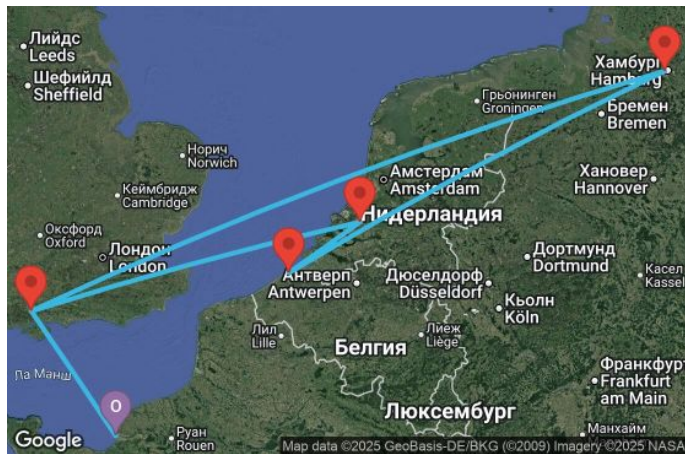 Лийдс
Leeds
Шефийлд
Sheffield
Хамбург
Hamburg
Грьонинген
Groningen
Бремен
Bremen
Норич
Norwich
Амстердам
Amsterdam
Хановер
Hannover
Кеймбридж
Cambridge
Нидерландия
Оксфорд
Oxford
Лондон
London
Дортмунд
Dortmund
Антверп
Antwerpen
Дюселдорф
Düsseldorf
Касел
Kassel
Кьолн
Köln
Лил
Lille
Лиеж
Liège
Белгия
Ла Манш
Франкфурт
Frankfurt
am Main
O
Люксембург
Руан
Rouen
Манхайм
Google
Map data ©2025 GeoBasis-DE/BKG (©2009) Imagery ©2025 NASA